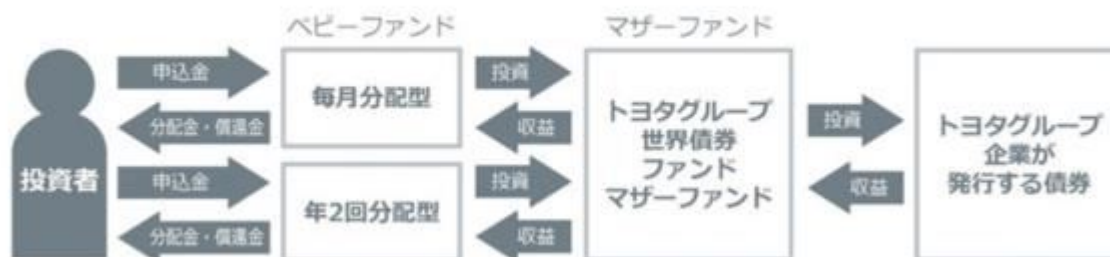 ベビーファンド
マザーファンド
投資者
申込金
分配金・償還金
毎月分配型
投資
収益
申込金
分配金・償還金
年2回分配型
投資
収益
トヨタグループ
世界債券
ファンド
マザーファンド
投資
収益
トヨタグループ
企業が
発行する債券